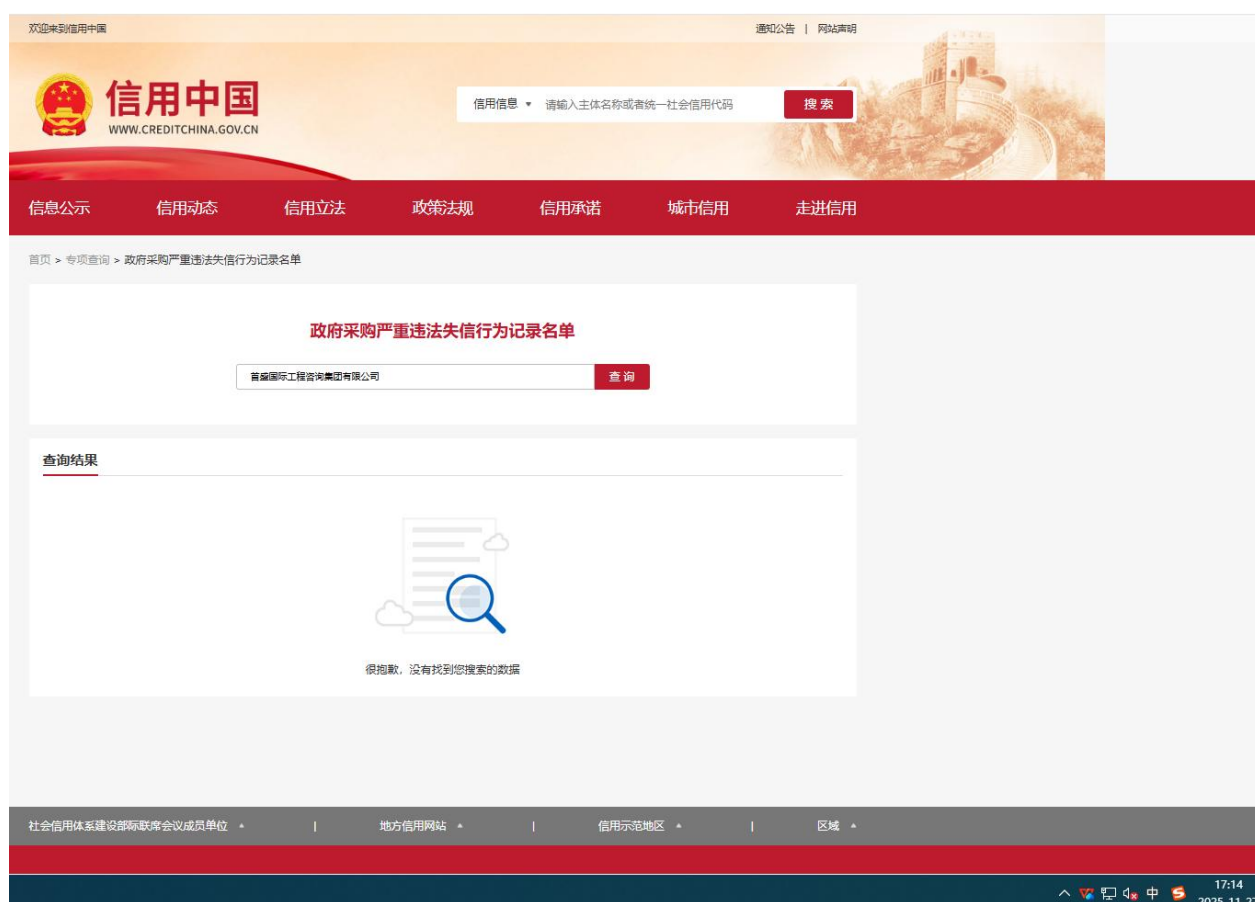 欢迎来到信用中国
通知公告 | 网站声明
信用中国
WWW.CREDITCHINA.GOV.CN
信用信息 ▼ 请输入主体名称或者统一社会信用代码 搜索
信息公示 信用动态 信用立法 政策法规 信用承诺 城市信用 走进信用
首页 > 专项查询 > 政府采购严重违法失信行为记录名单
政府采购严重违法失信行为记录名单
首盛国际工程咨询集团有限公司 查询
查询结果
很抱歉，没有找到您搜索的数据
社会信用体系建设部际联席会议成员单位 | 地方信用网站 | 信用示范地区 | 区域
中 17:14